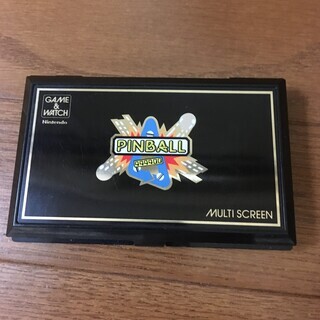 GAME &
WATCH
Nintendo
PINBALL
MULTI SCREEN